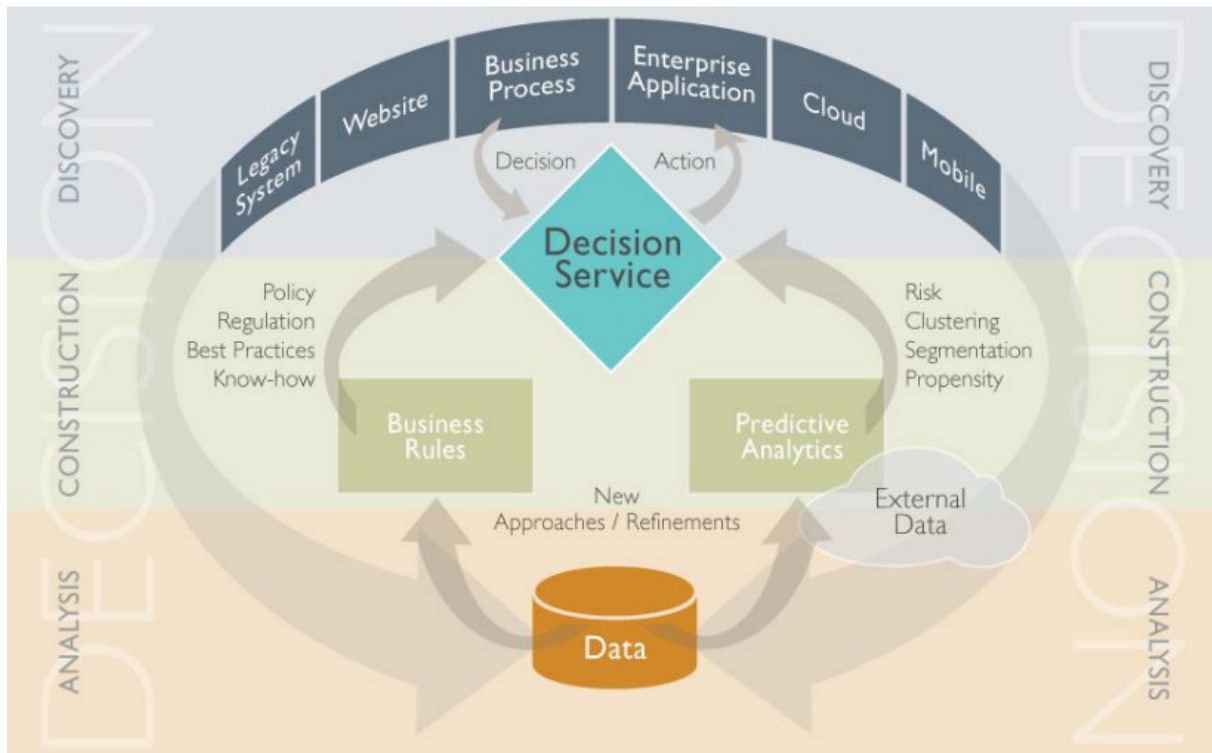 DECISION
DISCOVERY
CONSTRUCTION
ANALYSIS
Legacy
System
Website
Business
Process
Enterprise
Application
Cloud
Mobile
Decision
Action
Decision
Service
Policy
Regulation
Best Practices
Know-how
Risk
Clustering
Segmentation
Propensity
Business
Rules
Predictive
Analytics
New
Approaches / Refinements
External
Data
Data
DECISION
DISCOVERY
CONSTRUCTION
ANALYSIS